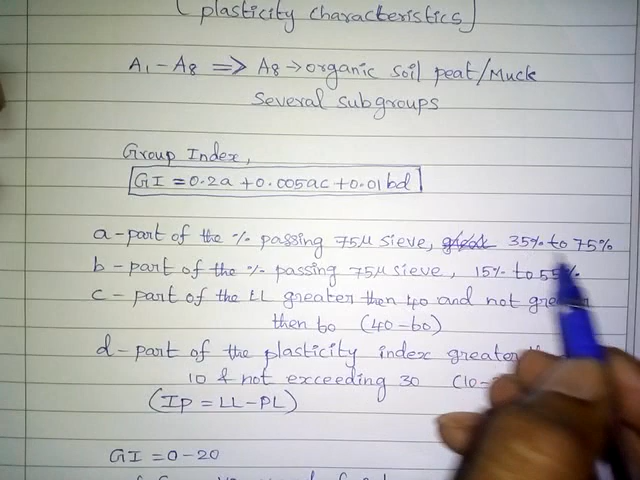 (plasticity characteristics)
A1-A8 => A8→organic soil peat/Muck
Several subgroups
Group Index,
GI = 0.2a + 0.005ac + 0.01bd
a-part of the % passing 75μ sieve, 35% to 75%
b-part of the % passing 75μ sieve, 15% to 55%
c - part of the LL greater then 40 and not
then 60 (40-60)
d-part of the plasticity index greater
10 & not exceeding 30 (10-
(IP = LL-PL)
GI = 0-20